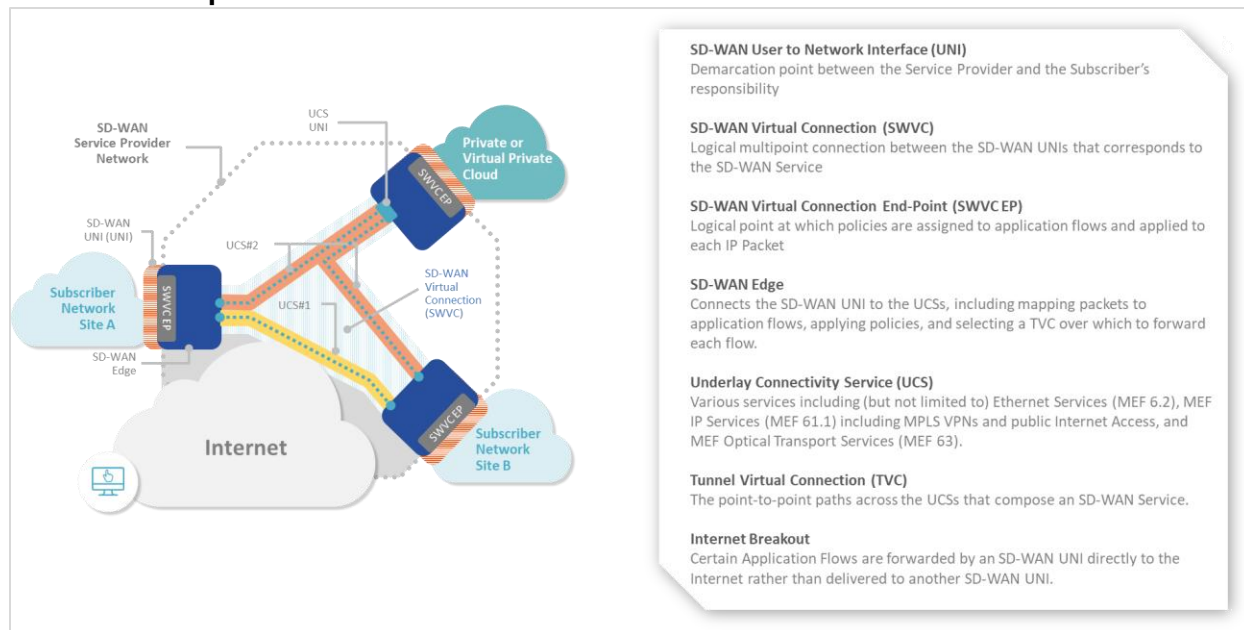 UCS
UNI
SD-WAN
Service Provider
Network
Private or
Virtual Private
Cloud
SWVC EP
SD-WAN
UNI (UNI)
UCS#2
SD-WAN
Virtual
Connection
(SWVC)
Subscriber
Network
Site A
SWVC EP
UCS#1
SD-WAN
Edge
Internet
SWVC EP
Subscriber
Network
Site B
SD-WAN User to Network Interface (UNI)
Demarcation point between the Service Provider and the Subscriber's
responsibility
SD-WAN Virtual Connection (SWVC)
Logical multipoint connection between the SD-WAN UNIs that corresponds to
the SD-WAN Service
SD-WAN Virtual Connection End-Point (SWVC EP)
Logical point at which policies are assigned to application flows and applied to
each IP Packet
SD-WAN Edge
Connects the SD-WAN UNI to the UCSs, including mapping packets to
application flows, applying policies, and selecting a TVC over which to forward
each flow.
Underlay Connectivity Service (UCS)
Various services including (but not limited to) Ethernet Services (MEF 6.2), MEF
IP Services (MEF 61.1) including MPLS VPNs and public Internet Access, and
MEF Optical Transport Services (MEF 63).
Tunnel Virtual Connection (TVC)
The point-to-point paths across the UCSs that compose an SD-WAN Service.
Internet Breakout
Certain Application Flows are forwarded by an SD-WAN UNI directly to the
Internet rather than delivered to another SD-WAN UNI.